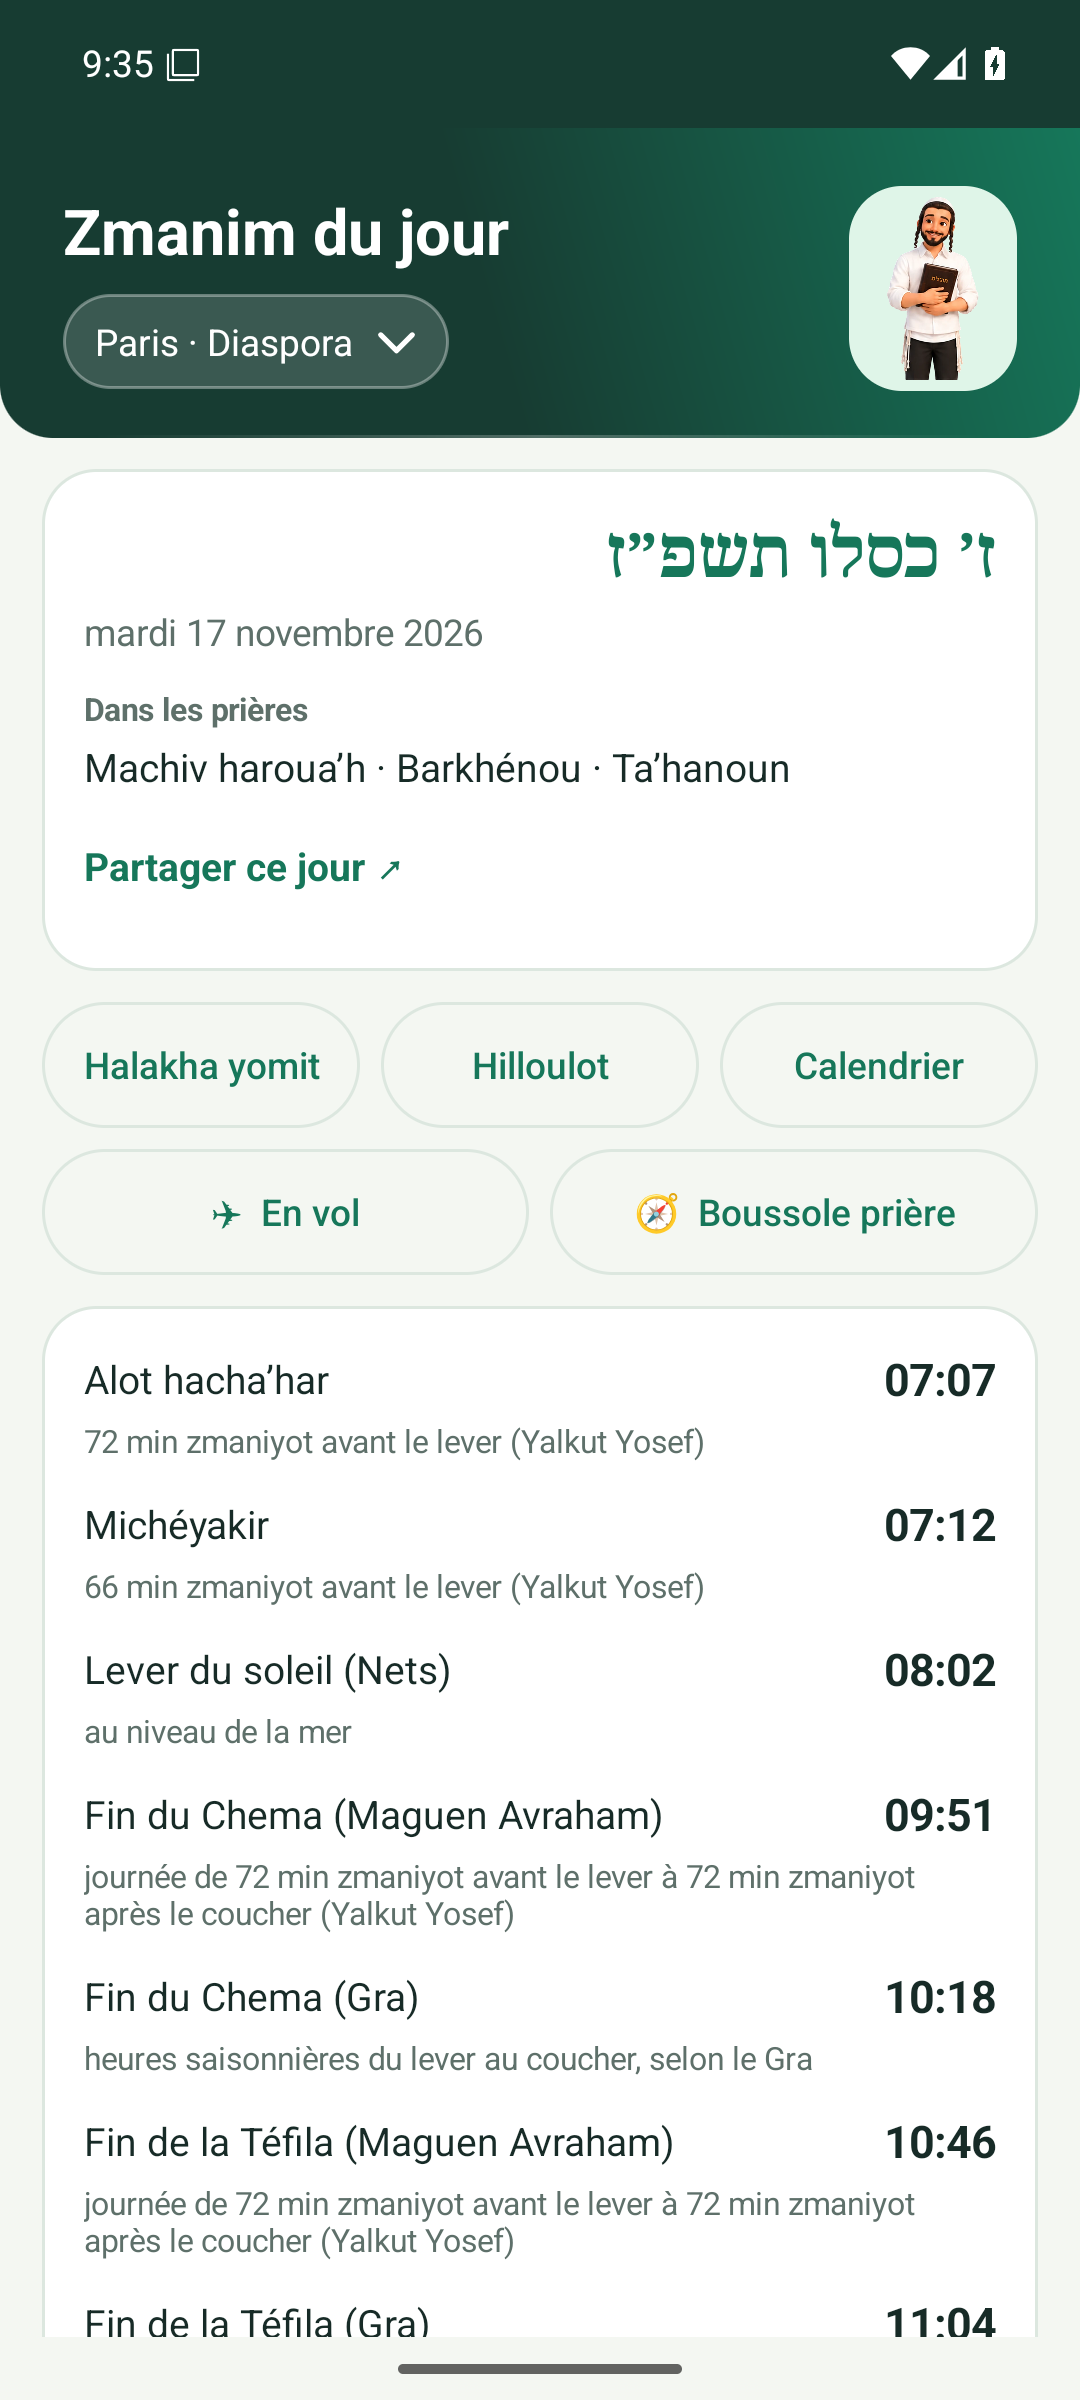 9:35
Zmanim du jour
Paris · Diaspora
ז׳ כסלו תשפ״ז
mardi 17 novembre 2026
Dans les prières
Machiv haroua’h · Barkhénou · Ta’hanoun
Partager ce jour ↗
Halakha yomit
Hilloulot
Calendrier
✈ En vol
🧭 Boussole prière
Alot hacha’har 07:07
72 min zmaniyot avant le lever (Yalkut Yosef)
Michéyakir 07:12
66 min zmaniyot avant le lever (Yalkut Yosef)
Lever du soleil (Nets) 08:02
au niveau de la mer
Fin du Chema (Maguen Avraham) 09:51
journée de 72 min zmaniyot avant le lever à 72 min zmaniyot
après le coucher (Yalkut Yosef)
Fin du Chema (Gra) 10:18
heures saisonnières du lever au coucher, selon le Gra
Fin de la Téfila (Maguen Avraham) 10:46
journée de 72 min zmaniyot avant le lever à 72 min zmaniyot
après le coucher (Yalkut Yosef)
Fin de la Téfila (Gra) 11:04